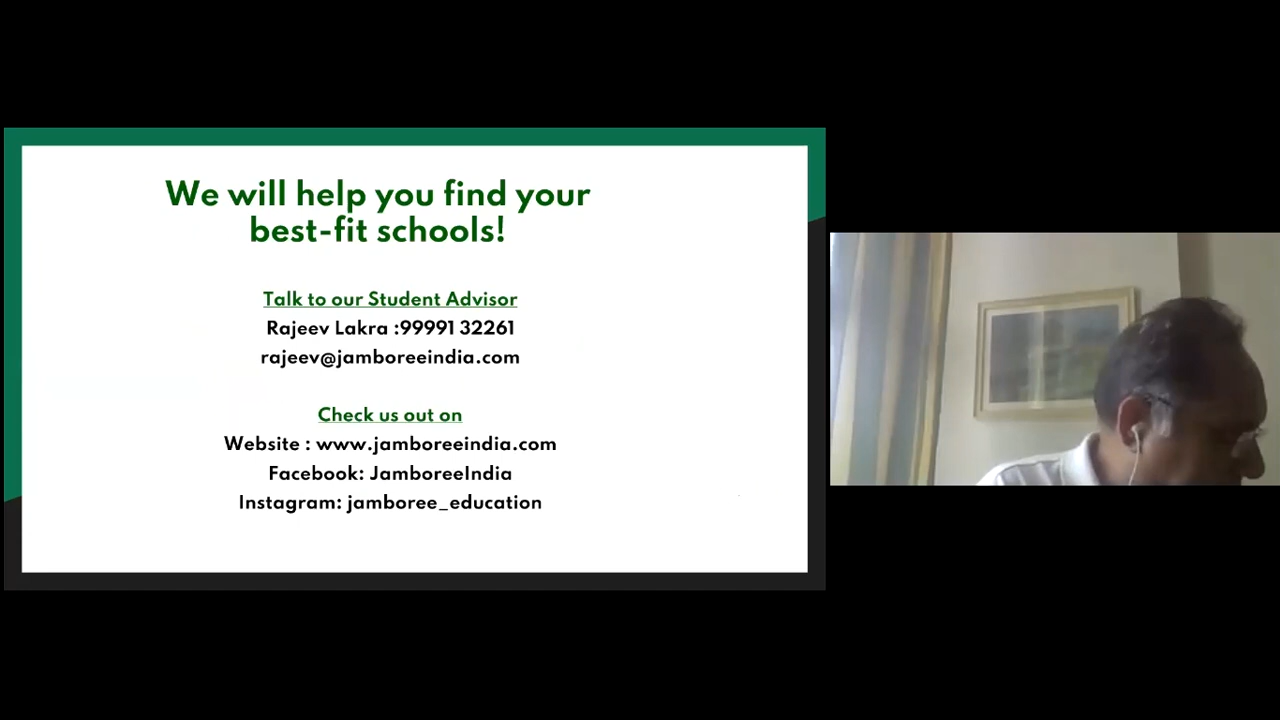 We will help you find your
best-fit schools!
Talk to our Student Advisor
Rajeev Lakra :99991 32261
rajeev@jamboreeindia.com
Check us out on
Website : www.jamboreeindia.com
Facebook: JamboreeIndia
Instagram: jamboree_education